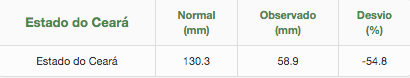 Estado do Ceará Normal (mm) Observado (mm) Desvio (%)
Estado do Ceará 130.3 58.9 -54.8